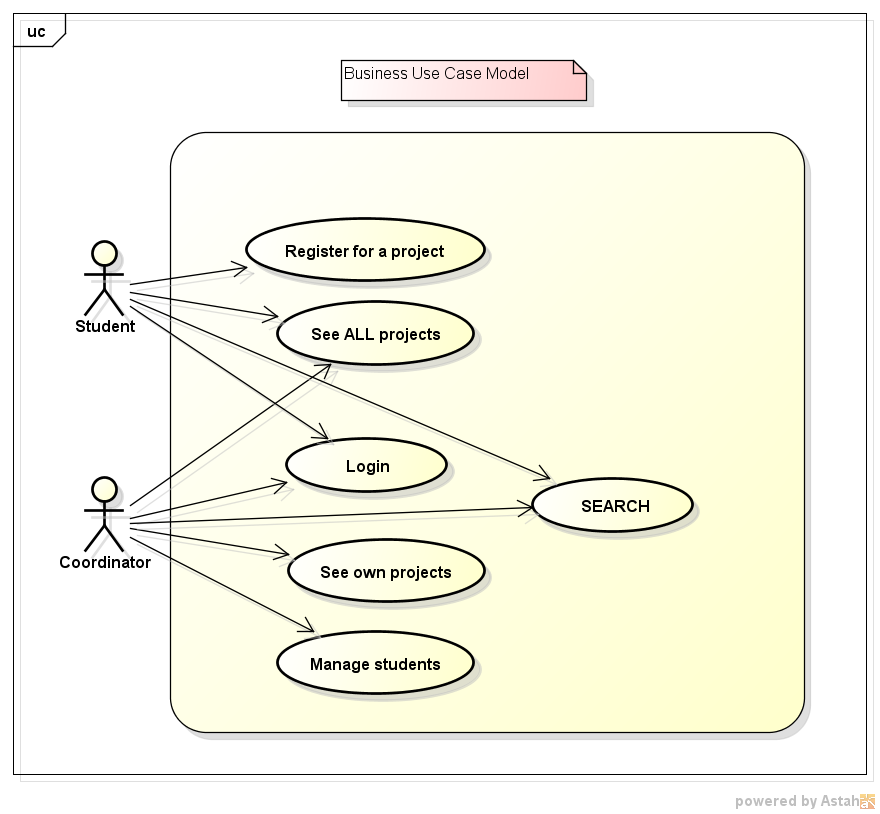 uc
Business Use Case Model
Register for a project
Student
See ALL projects
Login
SEARCH
Coordinator
See own projects
Manage students
powered by Astah